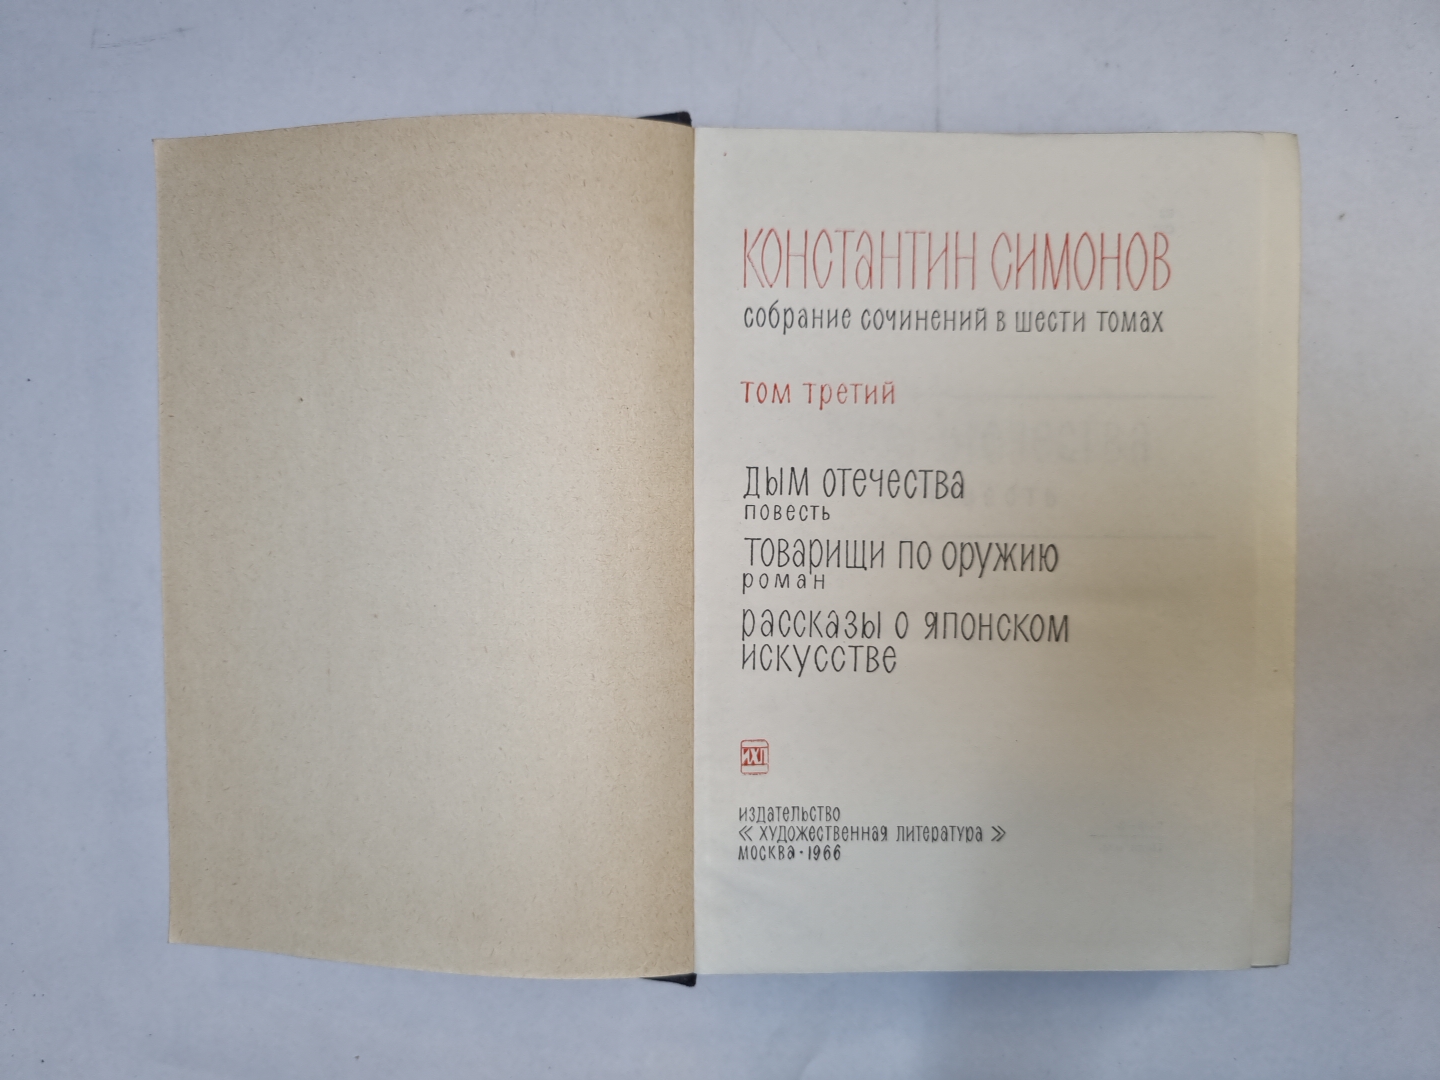 КОНСТАНТИН СИМОНОВ
собрание сочинений в шести томах
том третий
дым отечества
повесть
товарищи по оружию
роман
рассказы о японском
искусстве
ИХЛ
издательство
« художественная литература »
москва · 1966